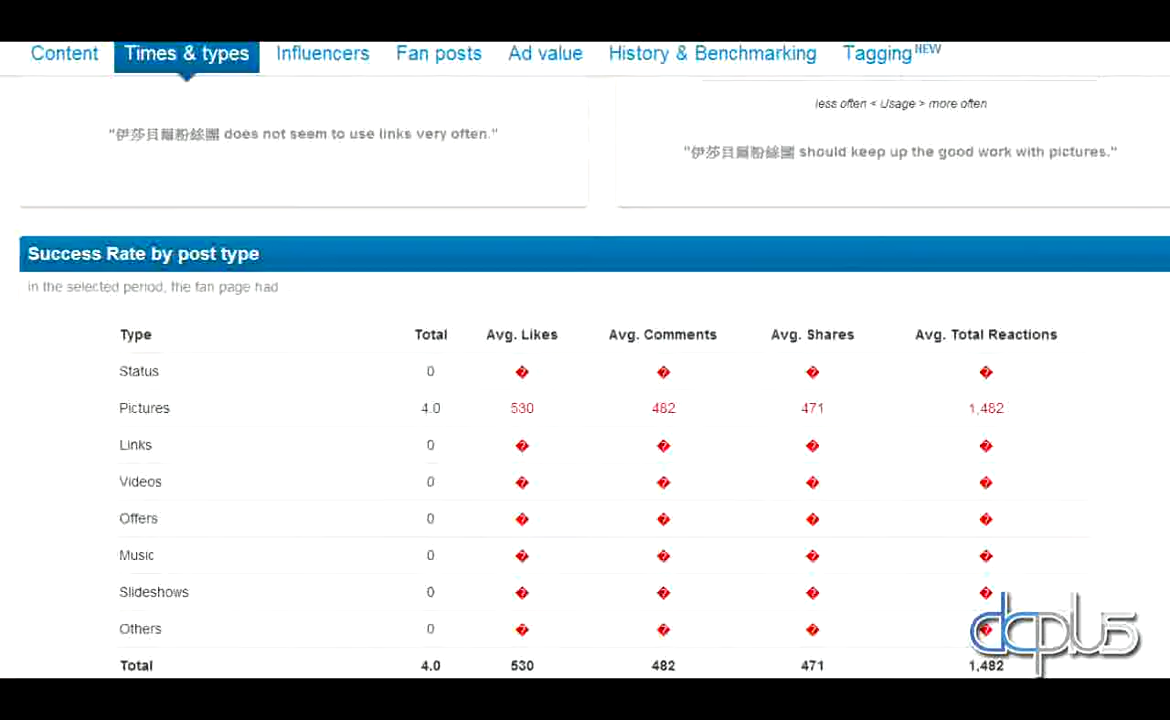 Content Times & types Influencers Fan posts Ad value History & Benchmarking Tagging NEW
less often < Usage > more often
"伊莎貝爾粉絲團 does not seem to use links very often."
"伊莎貝爾粉絲團 should keep up the good work with pictures."
Success Rate by post type
in the selected period, the fan page had
Type Total Avg. Likes Avg. Comments Avg. Shares Avg. Total Reactions
Status 0 � � � �
Pictures 4.0 530 482 471 1,482
Links 0 � � � �
Videos 0 � � � �
Offers 0 � � � �
Music 0 � � � �
Slideshows 0 � � � �
Others 0 � � � �
Total 4.0 530 482 471 1,482
dcplus